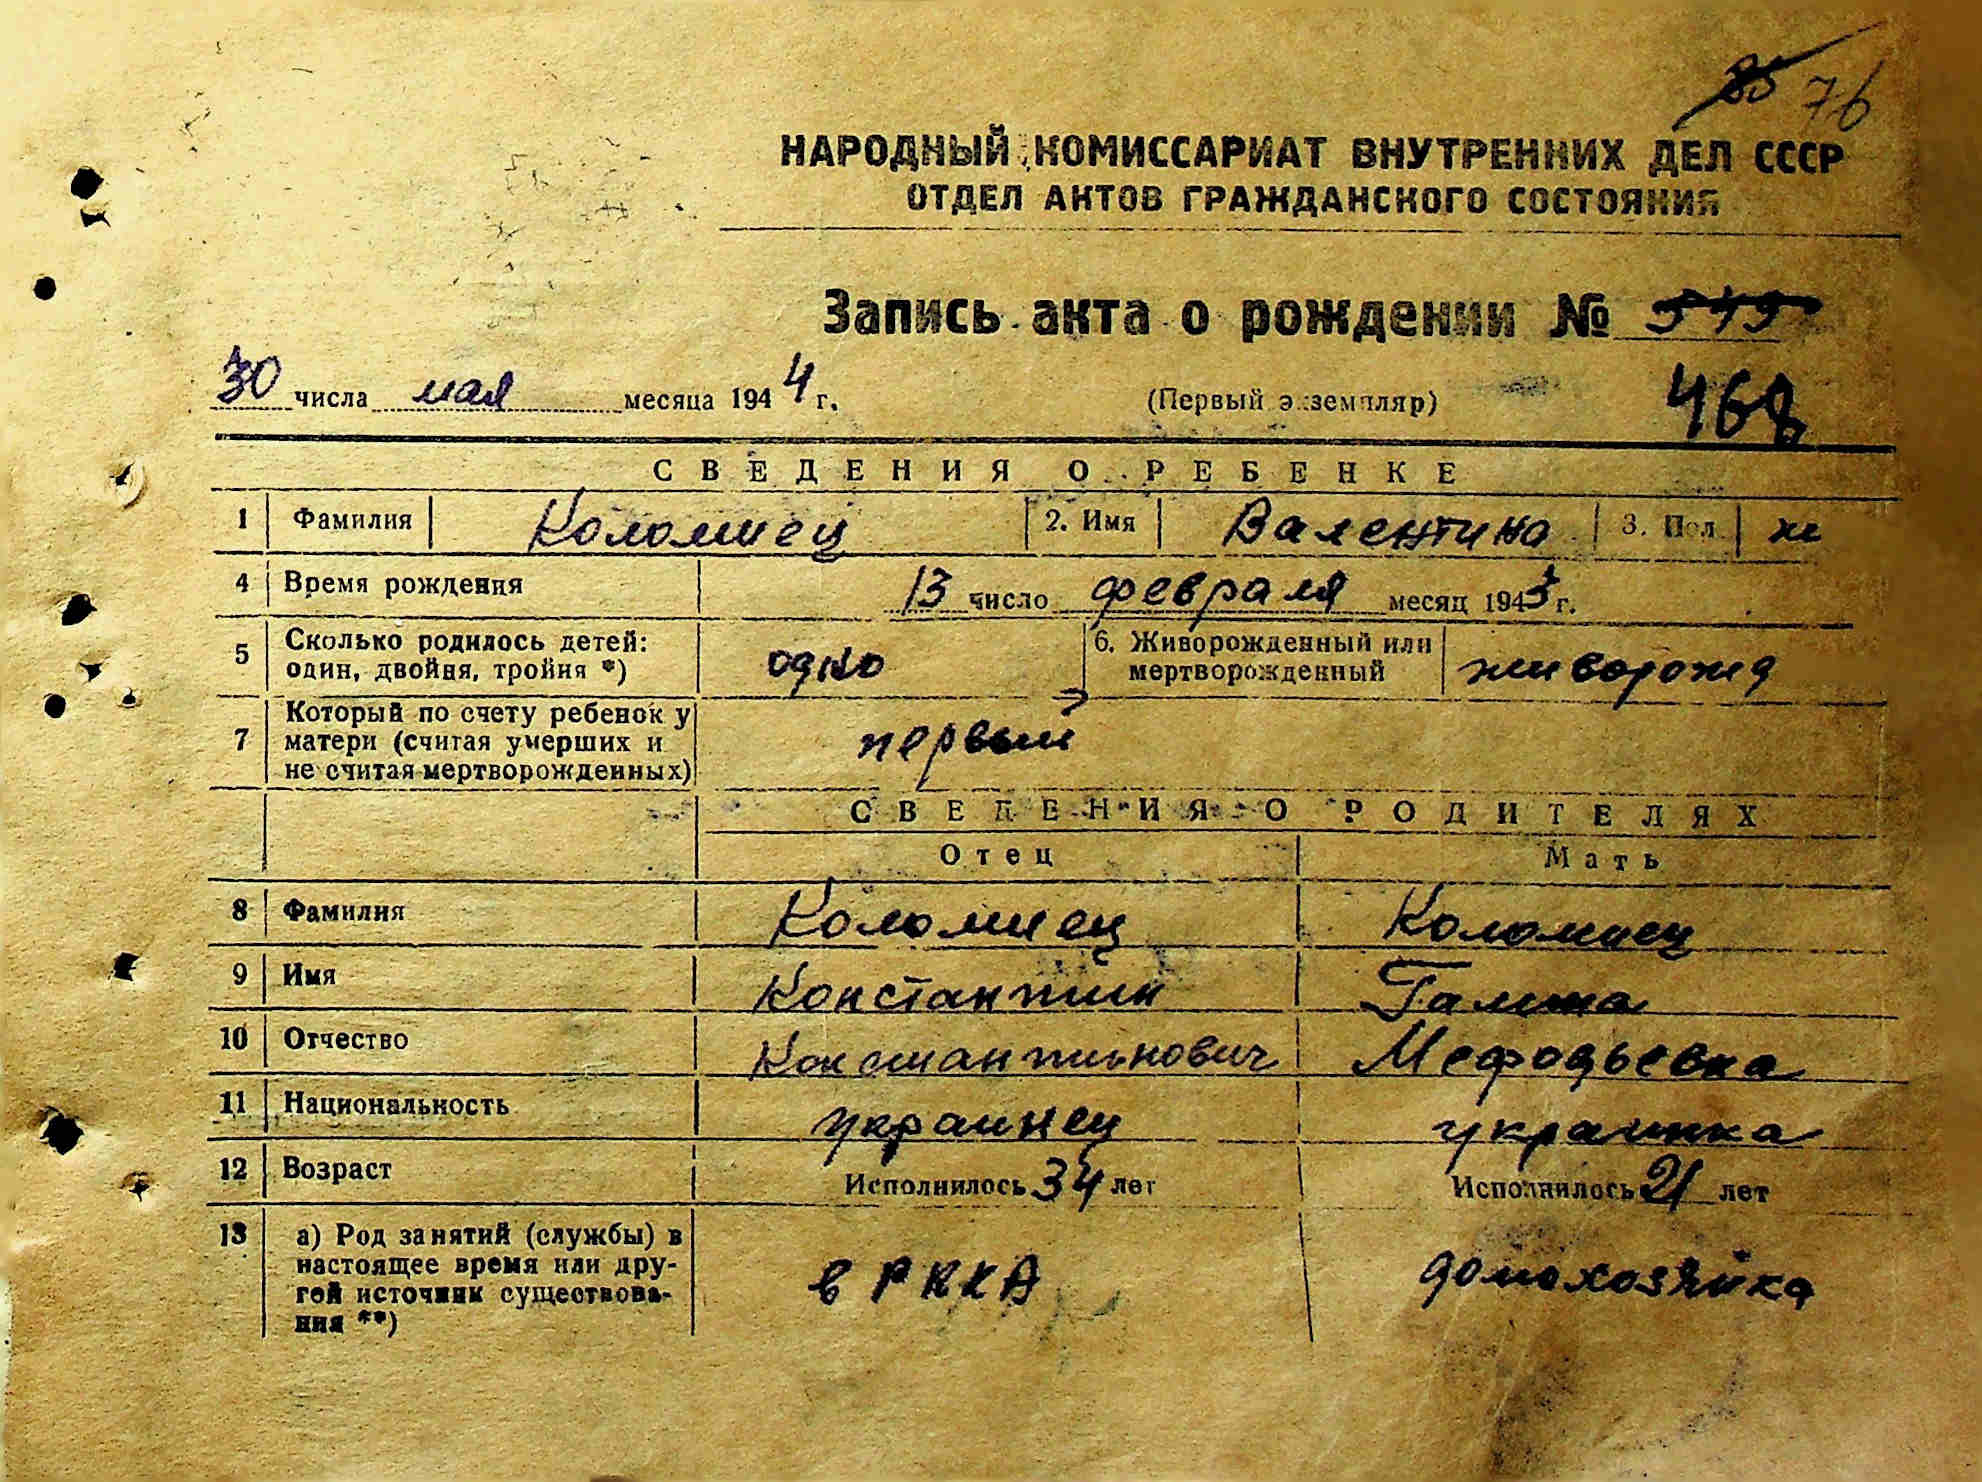 76
НАРОДНЫЙ КОМИССАРИАТ ВНУТРЕННИХ ДЕЛ СССР
ОТДЕЛ АКТОВ ГРАЖДАНСКОГО СОСТОЯНИЯ
Запись акта о рождении №
30 числа мая месяца 1944 г. (Первый экземпляр) 468
СВЕДЕНИЯ О РЕБЕНКЕ
1 Фамилия Коломиец 2. Имя Валентина 3. Пол ж
4 Время рождения 13 число февраля месяц 1943 г.
5 Сколько родилось детей: один, двойня, тройня *) одно 6. Живорожденный или мертворожденный живорожд
7 Который по счету ребенок у матери (считая умерших и не считая мертворожденных) первый
СВЕДЕНИЯ О РОДИТЕЛЯХ
Отец Мать
8 Фамилия Коломиец Коломиец
9 Имя Константин Галина
10 Отчество Константинович Мефодьевна
11 Национальность украинец украинка
12 Возраст Исполнилось 34 лет Исполнилось 21 лет
13 а) Род занятий (службы) в настоящее время или другой источник существования **) в РККА домохозяйка